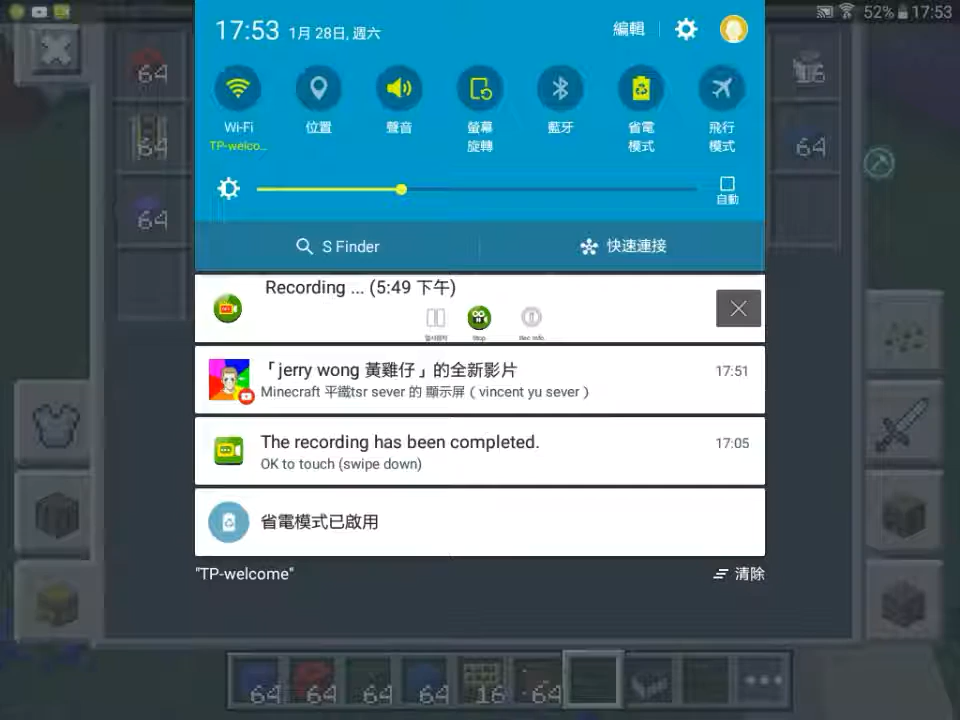 52% 17:53
17:53 1月 28日, 週六 編輯
Wi-Fi
TP-welco...
位置
聲音
螢幕
旋轉
藍牙
省電
模式
飛行
模式
自動
S Finder
快速連接
Recording ... (5:49 下午)
Stop
Rec Info.
「jerry wong 黃雞仔」的全新影片 17:51
Minecraft 平鐵tsr sever 的 顯示屏 ( vincent yu sever )
The recording has been completed. 17:05
OK to touch (swipe down)
省電模式已啟用
"TP-welcome" 清除
64
64
64
16
64
64 64 64 64 16 64